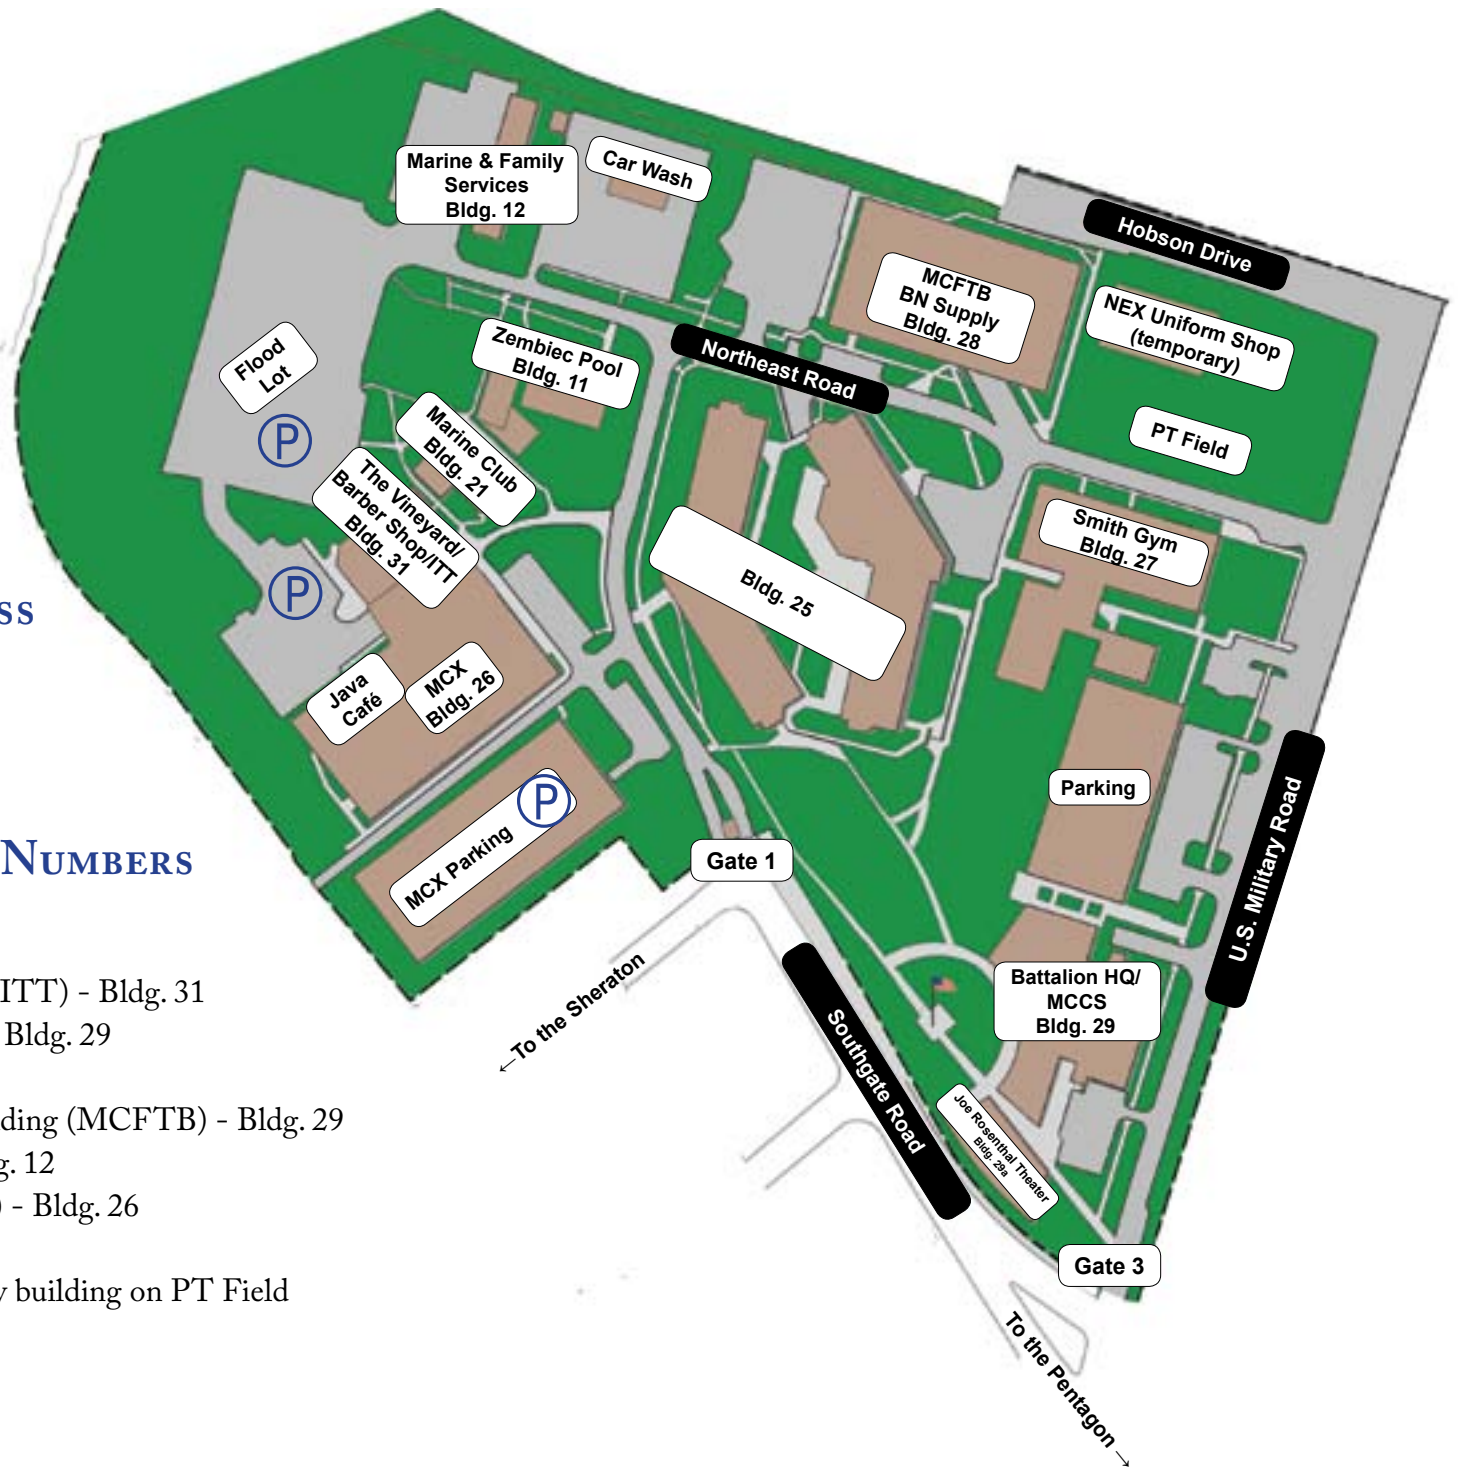 Marine & Family
Services
Bldg. 12
Car Wash
Hobson Drive
MCFTB
BN Supply
Bldg. 28
NEX Uniform Shop
(temporary)
Flood
Lot
P
Zembiec Pool
Bldg. 11
Northeast Road
PT Field
Marine Club
Bldg. 21
The Vineyard/
Barber Shop/ITT
Bldg. 31
Smith Gym
Bldg. 27
Bldg. 25
P
ss
Java
Café
MCX
Bldg. 26
Parking
MCX Parking
P
Numbers
Gate 1
U.S. Military Road
←To the Sheraton
Southgate Road
Battalion HQ/
MCCS
Bldg. 29
ITT) - Bldg. 31
Bldg. 29
ding (MCFTB) - Bldg. 29
g. 12
) - Bldg. 26
y building on PT Field
Joe Rosenthal Theater
Bldg. 29a
Gate 3
To the Pentagon→